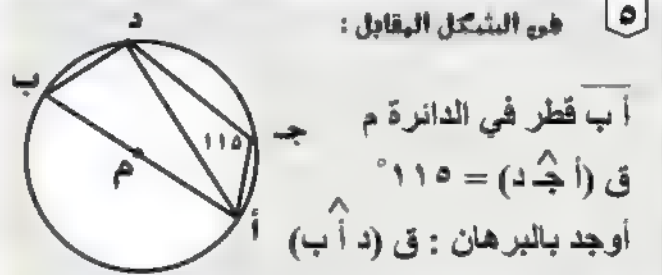 ٥ في الشكل المقابل :
أ ب قطر في الدائرة م
ق (أ جـ^ د) = ١١٥°
أوجد بالبرهان : ق (د أ^ ب)
د
ب
جـ
١١٥
م
أ